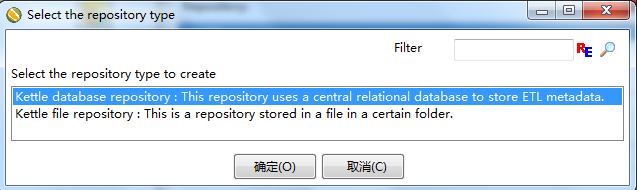 Select the repository type
Filter
RE
Select the repository type to create
Kettle database repository : This repository uses a central relational database to store ETL metadata.
Kettle file repository : This is a repository stored in a file in a certain folder.
确定(O)
取消(C)